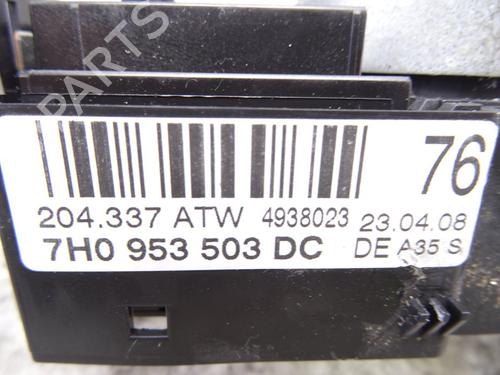 76
204.337 ATW 4938023 23.04.08
7H0 953 503 DC DE A35 S
B-PARTS